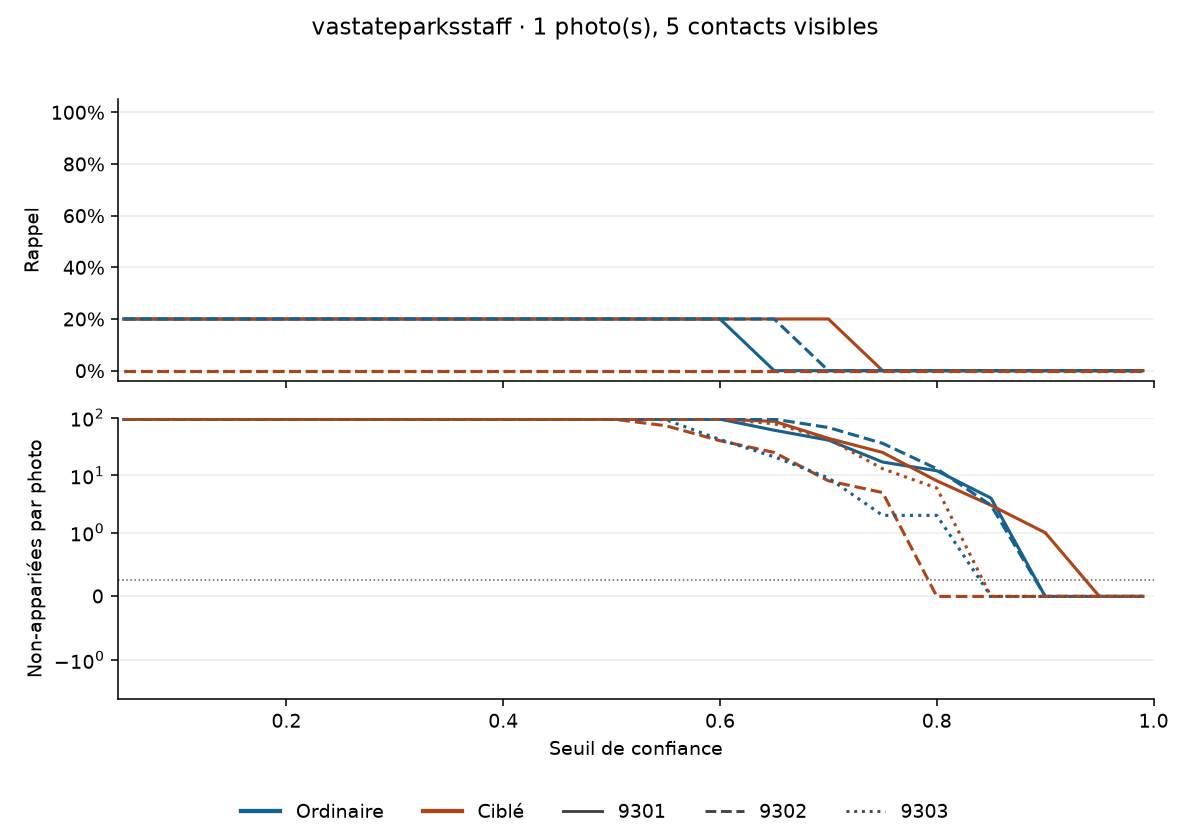 vastateparksstaff · 1 photo(s), 5 contacts visibles
100%
80%
60%
40%
20%
0%
Rappel
10²
10¹
10⁰
0
−10⁰
Non-appariées par photo
0.2 0.4 0.6 0.8 1.0
Seuil de confiance
Ordinaire Ciblé 9301 9302 9303